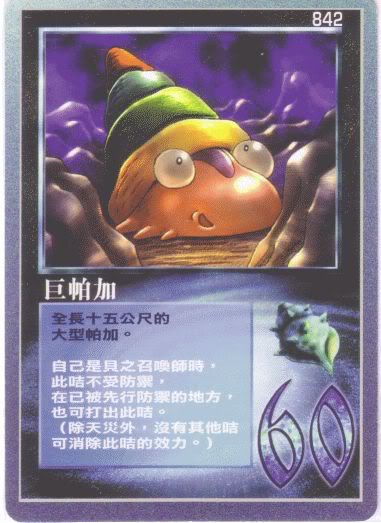 842
巨帕加
全長十五公尺的
大型帕加。
自己是貝之召喚師時,
此咭不受防禦,
在已被先行防禦的地方,
也可打出此咭。
(除天災外,沒有其他咭
可消除此咭的效力。)
60